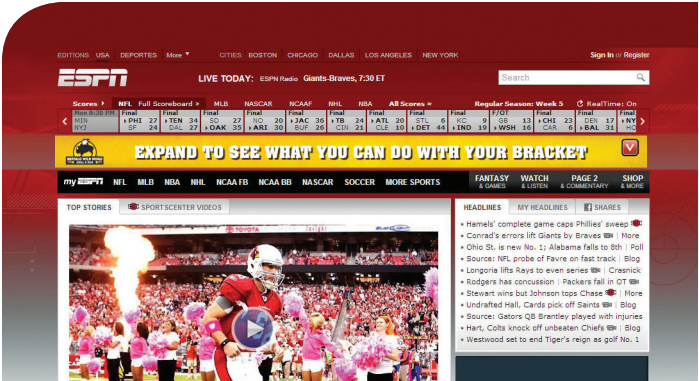 EDITIONS: USA DEPORTES More CITIES: BOSTON CHICAGO DALLAS LOS ANGELES NEW YORK Sign In or Register
ESPN LIVE TODAY: ESPN Radio Giants-Braves, 7:30 ET Search
Scores NFL Full Scoreboard » MLB NASCAR NCAAF NHL NBA All Scores » Regular Season: Week 5 RealTime: On
Mon 8:30 PM Final Final Final Final Final Final Final F/OT Final Final Final
MIN PHI 27 TEN 34 SD 27 NO 20 JAC 36 TB 24 ATL 20 STL 6 KC 9 GB 13 CHI 23 DEN 17 NY
NYJ SF 24 DAL 27 OAK 35 ARI 30 BUF 26 CIN 21 CLE 10 DET 44 IND 19 WSH 16 CAR 6 BAL 31 HO
BUFFALO WILD WINGS EXPAND TO SEE WHAT YOU CAN DO WITH YOUR BRACKET
my ESPN NFL MLB NBA NHL NCAA FB NCAA BB NASCAR SOCCER MORE SPORTS FANTASY & GAMES WATCH & LISTEN PAGE 2 & COMMENTARY SHOP & MORE
TOP STORIES SPORTSCENTER VIDEOS HEADLINES MY HEADLINES SHARES
TOYOTA
• Hamels' complete game caps Phillies' sweep
• Conrad's errors lift Giants by Braves | More
• Ohio St. is new No. 1; Alabama falls to 8th | Poll
• Source: NFL probe of Favre on fast track | Blog
• Longoria lifts Rays to even series | Crasnick
• Rodgers has concussion | Packers fall in OT
• Stewart wins but Johnson tops Chase | More
• Undrafted Hall, Cards pick off Saints | Blog
• Source: Gators QB Brantley played with injuries
• Hart, Colts knock off unbeaten Chiefs | Blog
• Westwood set to end Tiger's reign as golf No. 1